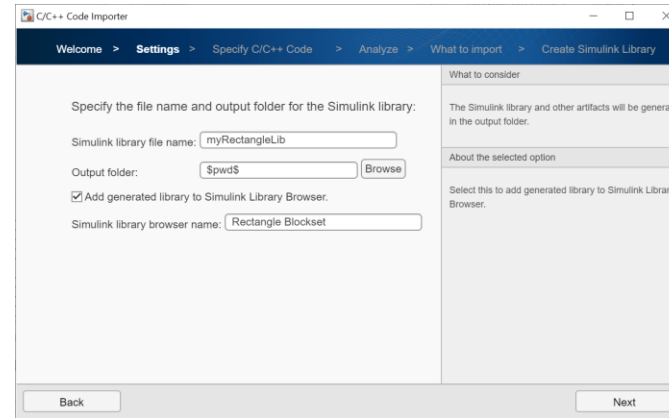 C/C++ Code Importer
Welcome > Settings > Specify C/C++ Code > Analyze > What to import > Create Simulink Library
Specify the file name and output folder for the Simulink library:
Simulink library file name: myRectangleLib
Output folder: $pwd$ Browse
Add generated library to Simulink Library Browser.
Simulink library browser name: Rectangle Blockset
What to consider
The Simulink library and other artifacts will be genera
in the output folder.
About the selected option
Select this to add generated library to Simulink Librar
Browser.
Back Next